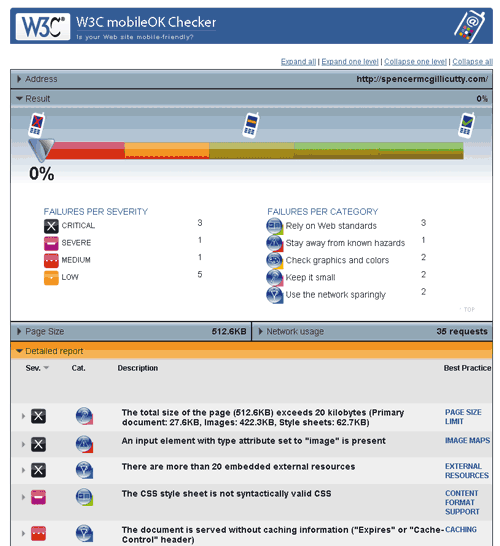 W3C® W3C mobileOK Checker
Is your Web site mobile-friendly?
Expand all | Expand one level | Collapse one level | Collapse all
Address http://spencermcgillicutty.com/
Result 0%
0%
FAILURES PER SEVERITY
CRITICAL 3
SEVERE 1
MEDIUM 1
LOW 5
FAILURES PER CATEGORY
Rely on Web standards 3
Stay away from known hazards 1
Check graphics and colors 2
Keep it small 2
Use the network sparingly 2
↑ TOP
Page Size 512.6KB
Network usage 35 requests
Detailed report
Sev. Cat. Description Best Practice
The total size of the page (512.6KB) exceeds 20 kilobytes (Primary
document: 27.6KB, Images: 422.3KB, Style sheets: 62.7KB)
PAGE SIZE
LIMIT
An input element with type attribute set to "image" is present
IMAGE MAPS
There are more than 20 embedded external resources
EXTERNAL
RESOURCES
The CSS style sheet is not syntactically valid CSS
CONTENT
FORMAT
SUPPORT
The document is served without caching information ("Expires" or "Cache-
Control" header)
CACHING